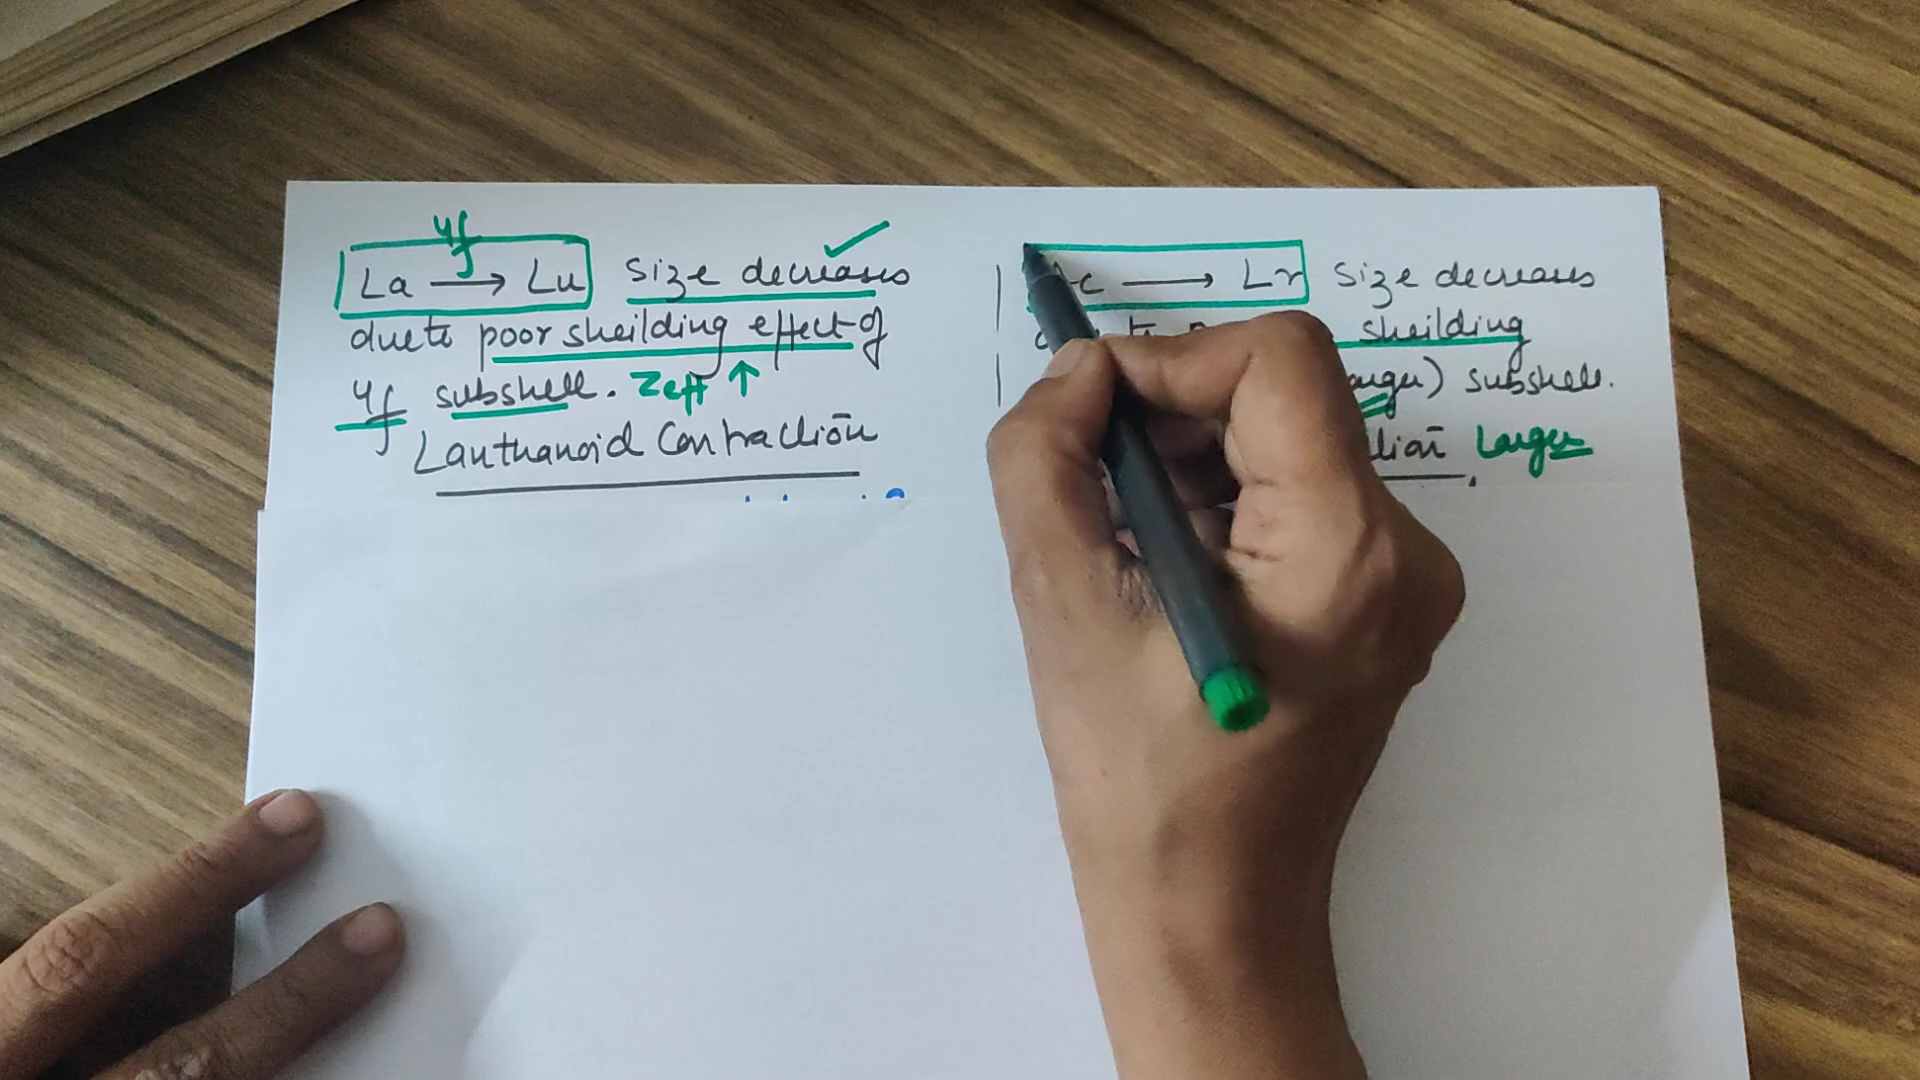 4f
La → Lu Size decreases
due to poor sheilding effect of
4f subshell. Zeff ↑
Lanthanoid Contraction
→ Lr Size decreases
sheilding
subshell.
Larger